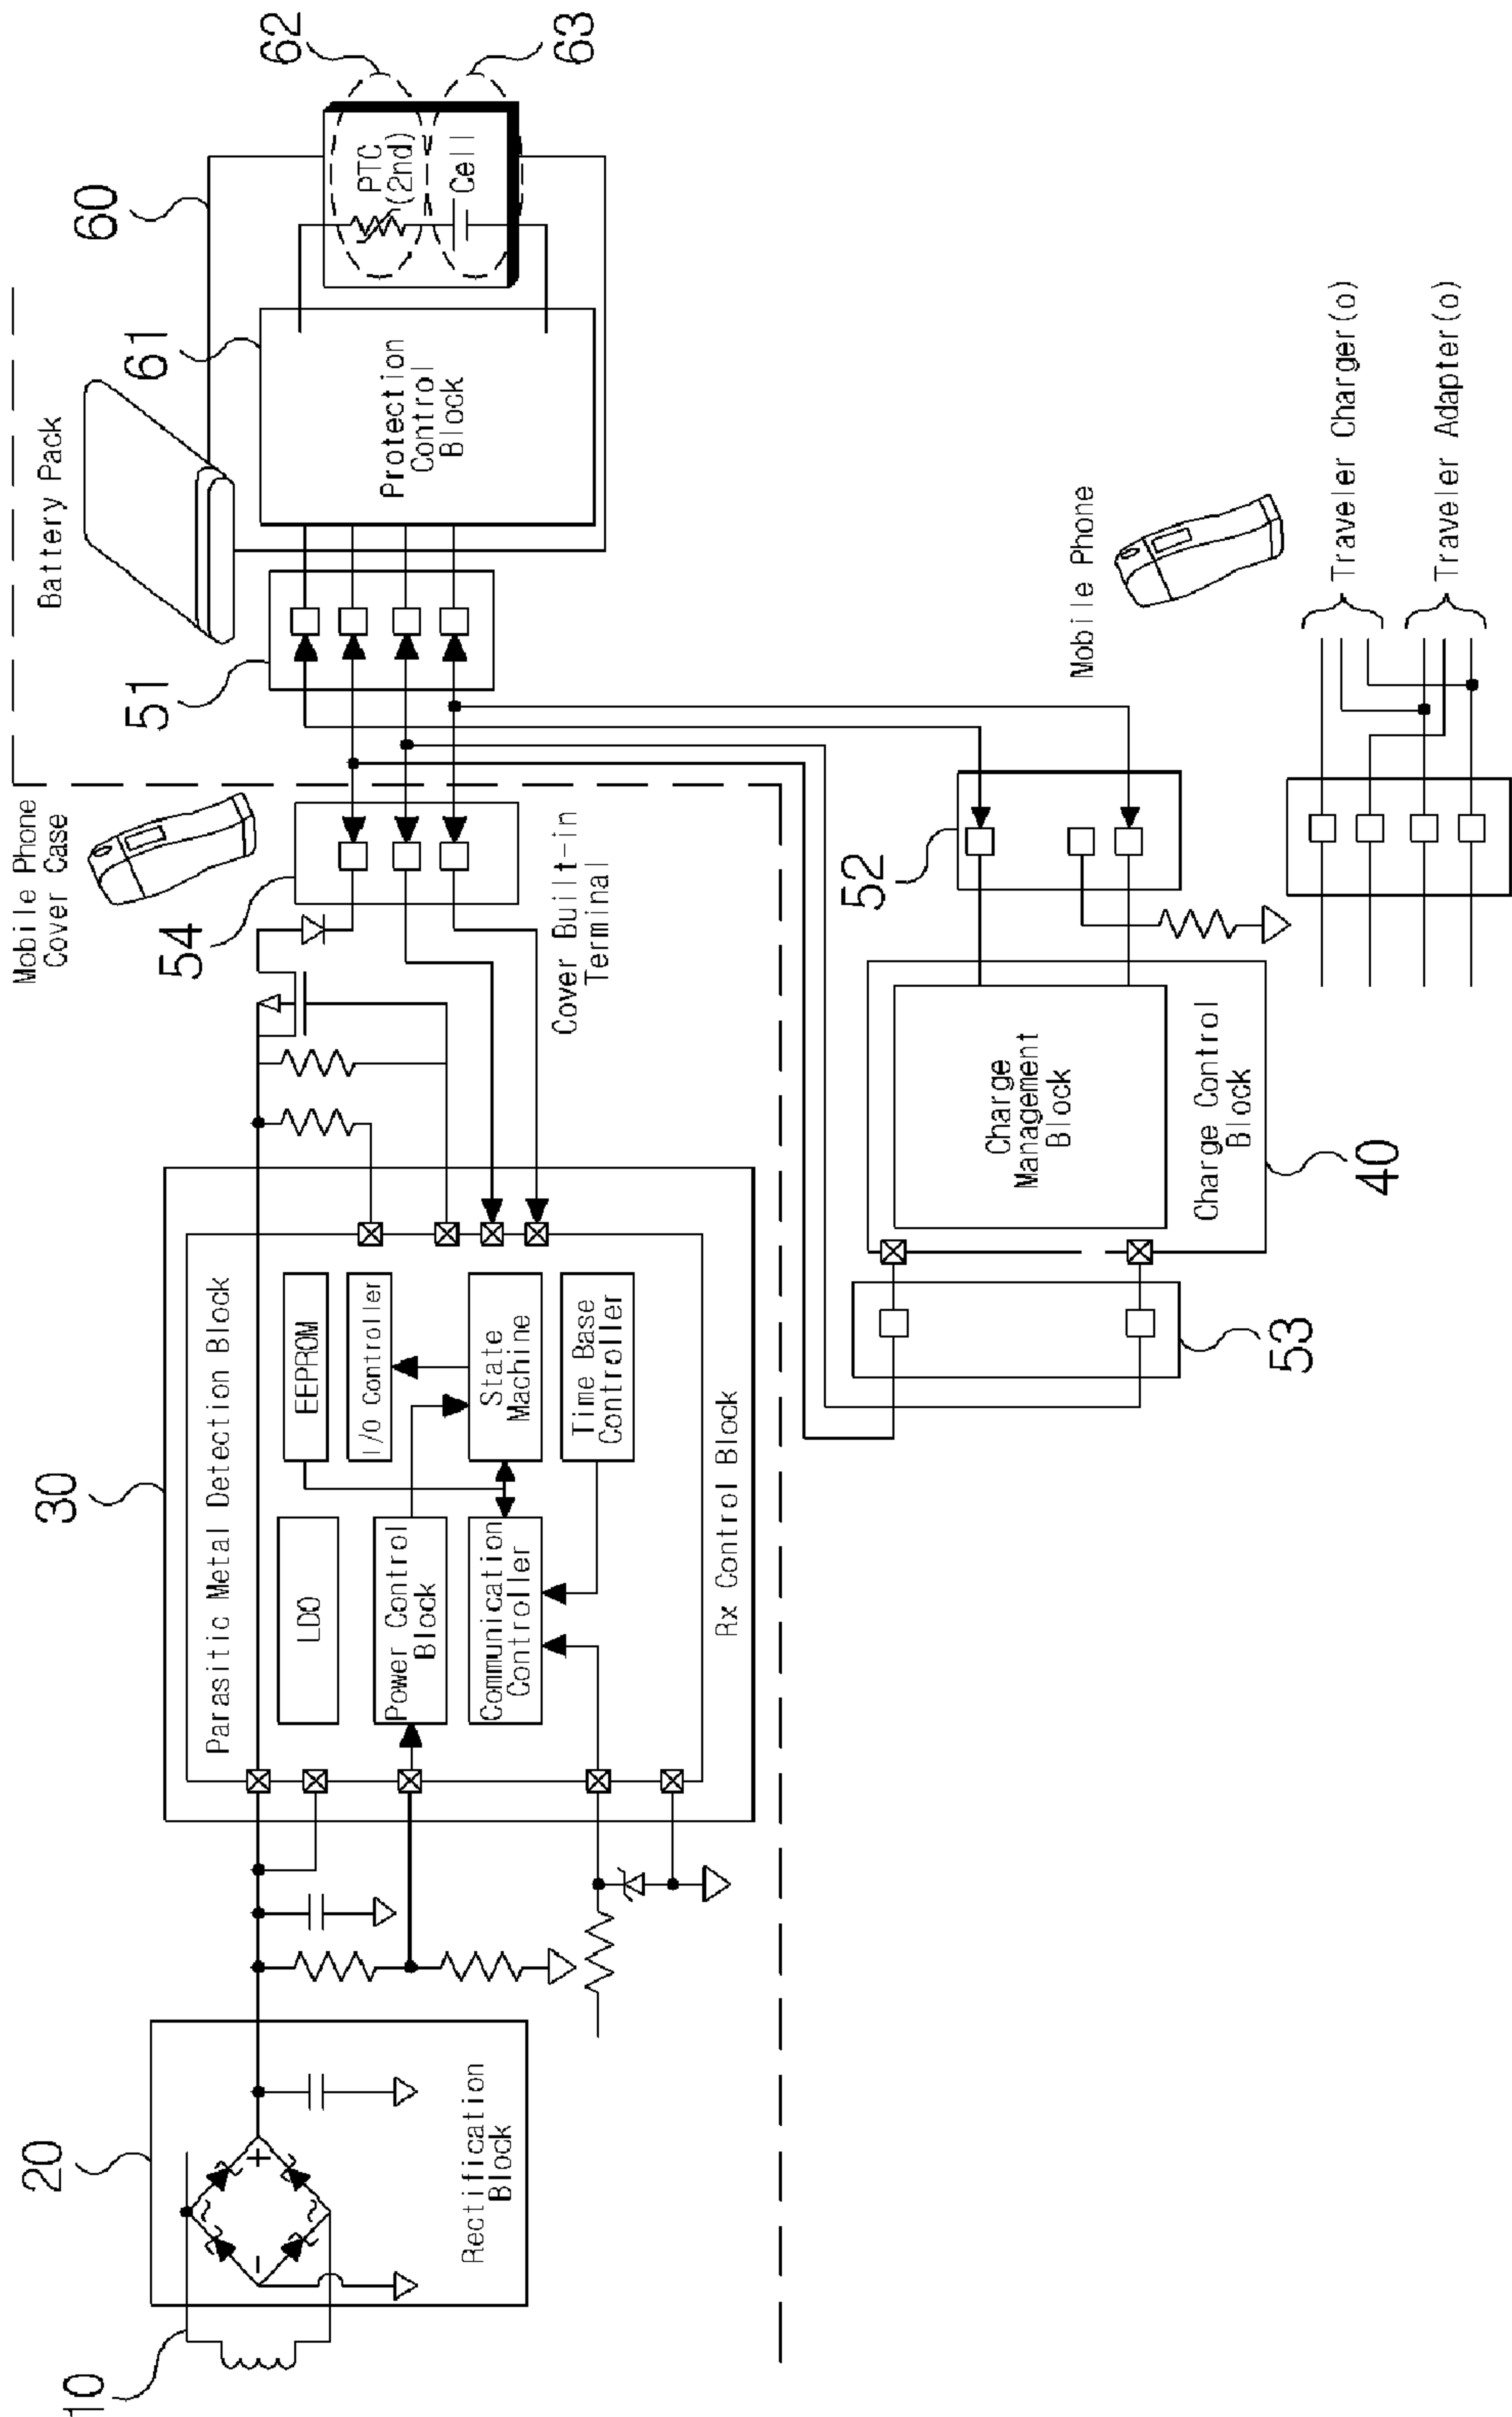 10
20
Rectification
Block
+
−
~
~
30
Parasitic Metal Detection Block
LDO
EEPROM
Power Control
Block
I/O Controller
Communication
Controller
State
Machine
Time Base
Controller
Rx Control Block
Mobile Phone
Cover Case
54
Cover Built-in
Terminal
Battery Pack
51
61
60
Protection
Control
Block
62
63
PTC
(2nd)
Cell
53
40
Charge
Management
Block
Charge Control
Block
52
Mobile Phone
Traveler Charger(o)
Traveler Adapter(o)